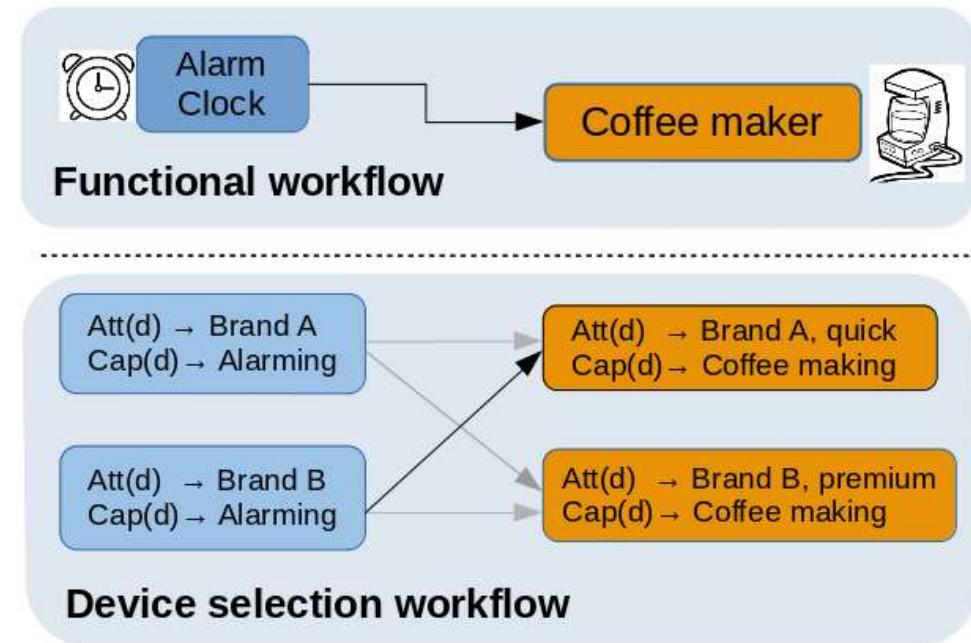 Alarm
Clock
Coffee maker
Functional workflow
Att(d) → Brand A
Cap(d)→ Alarming
Att(d) → Brand A, quick
Cap(d)→ Coffee making
Att(d) → Brand B
Cap(d)→ Alarming
Att(d) → Brand B, premium
Cap(d)→ Coffee making
Device selection workflow